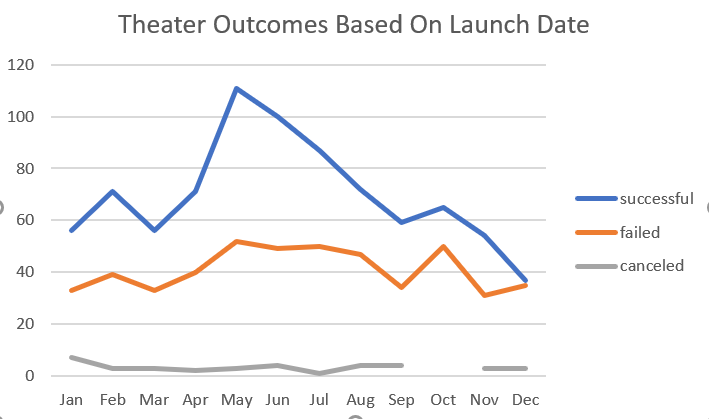 Theater Outcomes Based On Launch Date
120
100
80
60
40
20
0
Jan Feb Mar Apr May Jun Jul Aug Sep Oct Nov Dec
successful
failed
canceled